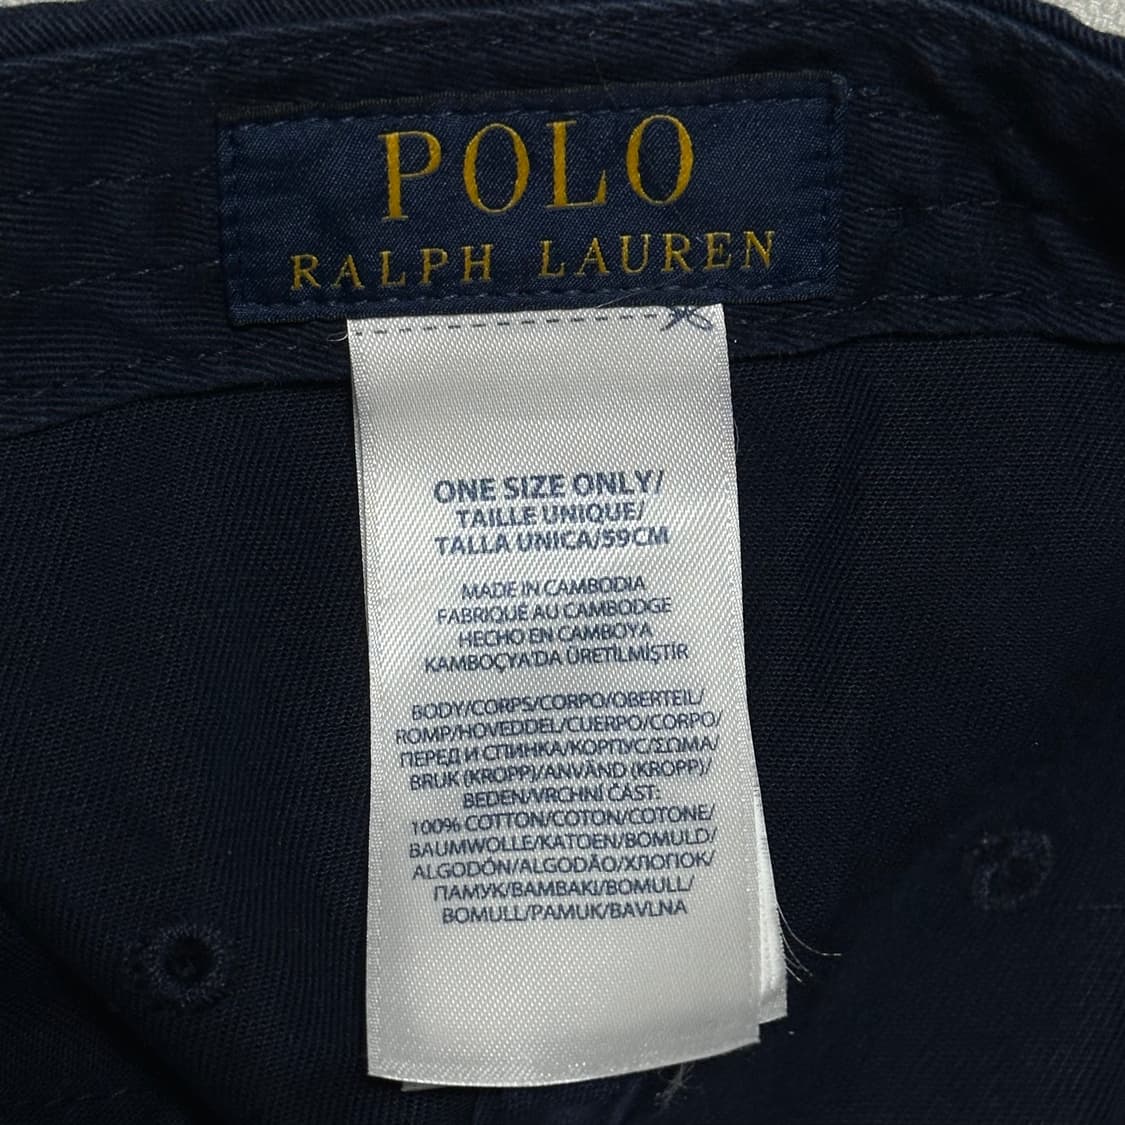 POLO
RALPH LAUREN
ONE SIZE ONLY/
TAILLE UNIQUE/
TALLA UNICA/59CM
MADE IN CAMBODIA
FABRIQUÉ AU CAMBODGE
HECHO EN CAMBOYA
KAMBOÇYA'DA ÜRETİLMİŞTİR
BODY/CORPS/CORPO/OBERTEIL/
ROMP/HOVEDDEL/CUERPO/CORPO/
ПЕРЕД И СПИНКА/КОРПУС/ΣΩΜΑ/
BRUK (KROPP)/ANVÄND (KROPP)/
BEDEN/VRCHNÍ ČÁST:
100% COTTON/COTON/COTONE/
BAUMWOLLE/KATOEN/BOMULD/
ALGODÓN/ALGODÃO/ХЛОПОК/
ПАМУК/BAMBAKI/BOMULL/
BOMULL/PAMUK/BAVLNA